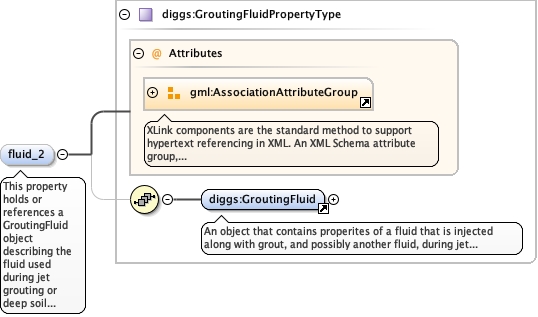 diggs:GroutingFluidPropertyType
@ Attributes
gml:AssociationAttributeGroup
XLink components are the standard method to support
hypertext referencing in XML. An XML Schema attribute
group,...
fluid_2
This property
holds or
references a
GroutingFluid
object
describing the
fluid used
during jet
grouting or
deep soil...
diggs:GroutingFluid
An object that contains properites of a fluid that is injected
along with grout, and possibly another fluid, during jet...